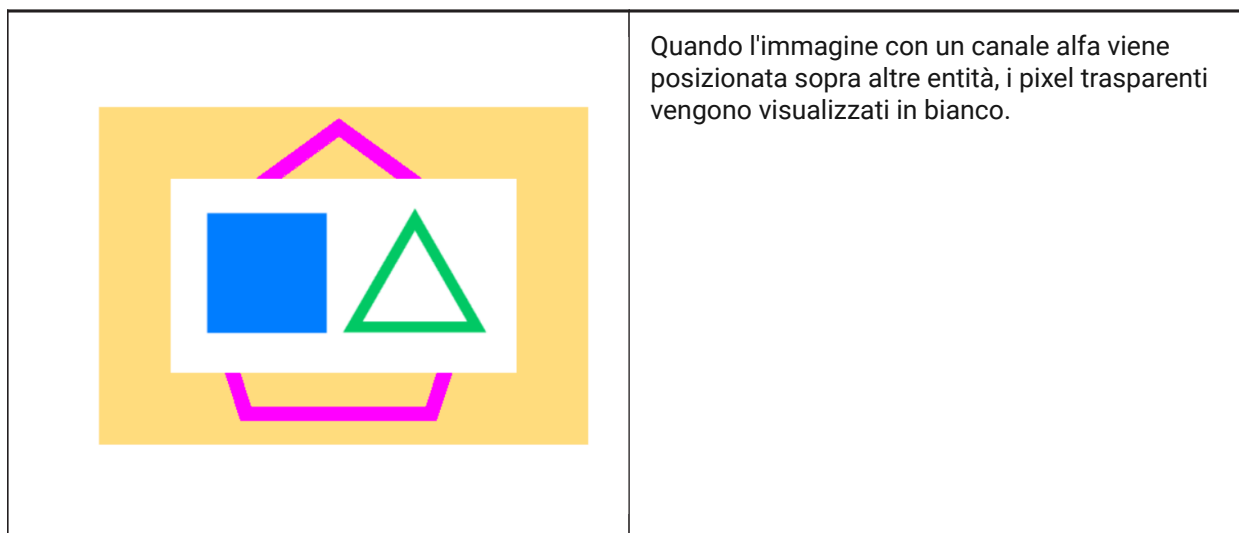 Quando l'immagine con un canale alfa viene
posizionata sopra altre entità, i pixel trasparenti
vengono visualizzati in bianco.